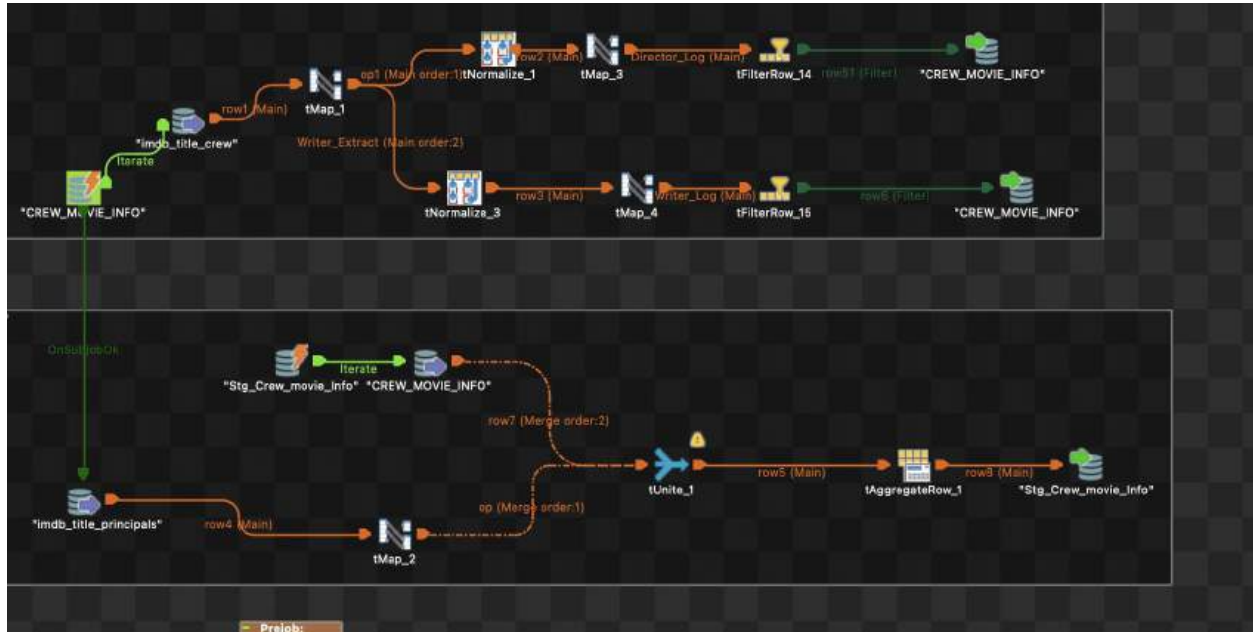 op1 (Main order:1)
tNormalize_1
row2 (Main)
tMap_3
Director_Log (Main)
tFilterRow_14
row51 (Filter)
"CREW_MOVIE_INFO"
row1 (Main)
tMap_1
"imdb_title_crew"
Writer_Extract (Main order:2)
Iterate
"CREW_MOVIE_INFO"
tNormalize_3
row3 (Main)
tMap_4
Writer_Log (Main)
tFilterRow_15
row6 (Filter)
"CREW_MOVIE_INFO"
OnSubjobOk
"Stg_Crew_movie_Info"
Iterate
"CREW_MOVIE_INFO"
row7 (Merge order:2)
tUnite_1
row5 (Main)
tAggregateRow_1
row8 (Main)
"Stg_Crew_movie_Info"
"imdb_title_principals"
row4 (Main)
tMap_2
op (Merge order:1)
Prejob: